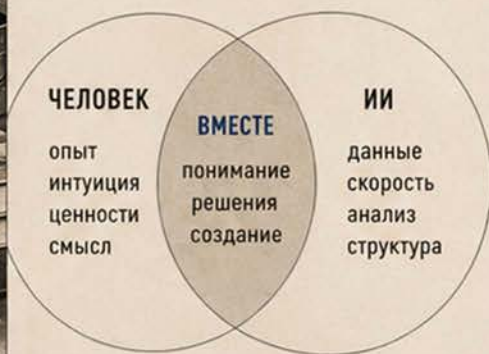 ЧЕЛОВЕК
опыт
интуиция
ценности
смысл
ВМЕСТЕ
понимание
решения
создание
ИИ
данные
скорость
анализ
структура